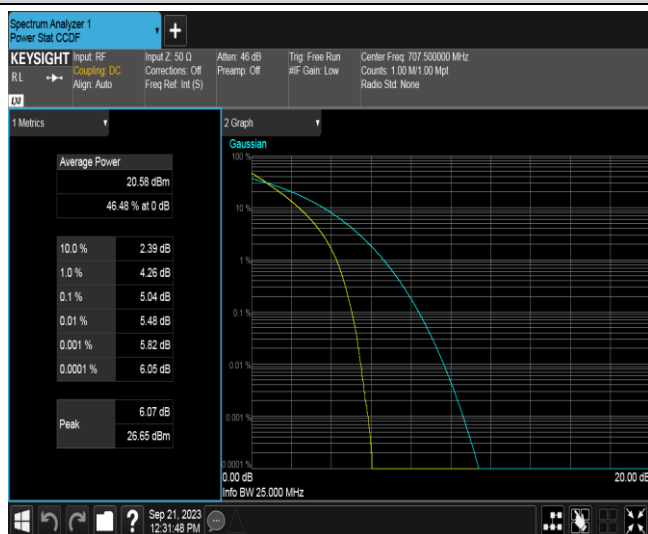 Spectrum Analyzer 1
Power Stat CCDF
+
KEYSIGHT
RL
LXI
Input: RF
Coupling: DC
Align: Auto
Input Z: 50 Ω
Corrections: Off
Freq Ref: Int (S)
Atten: 46 dB
Preamp: Off
Trig: Free Run
#IF Gain: Low
Center Freq: 707.500000 MHz
Counts: 1.00 M/1.00 Mpt
Radio Std: None
1 Metrics
Average Power
20.58 dBm
46.48 % at 0 dB
10.0 % 2.39 dB
1.0 % 4.26 dB
0.1 % 5.04 dB
0.01 % 5.48 dB
0.001 % 5.82 dB
0.0001 % 6.05 dB
Peak 6.07 dB
26.65 dBm
2 Graph
Gaussian
100 %
10 %
1 %
0.1 %
0.01 %
0.001 %
0.0001 %
0.00 dB 20.00 dB
Info BW 25.000 MHz
?
Sep 21, 2023
12:31:48 PM